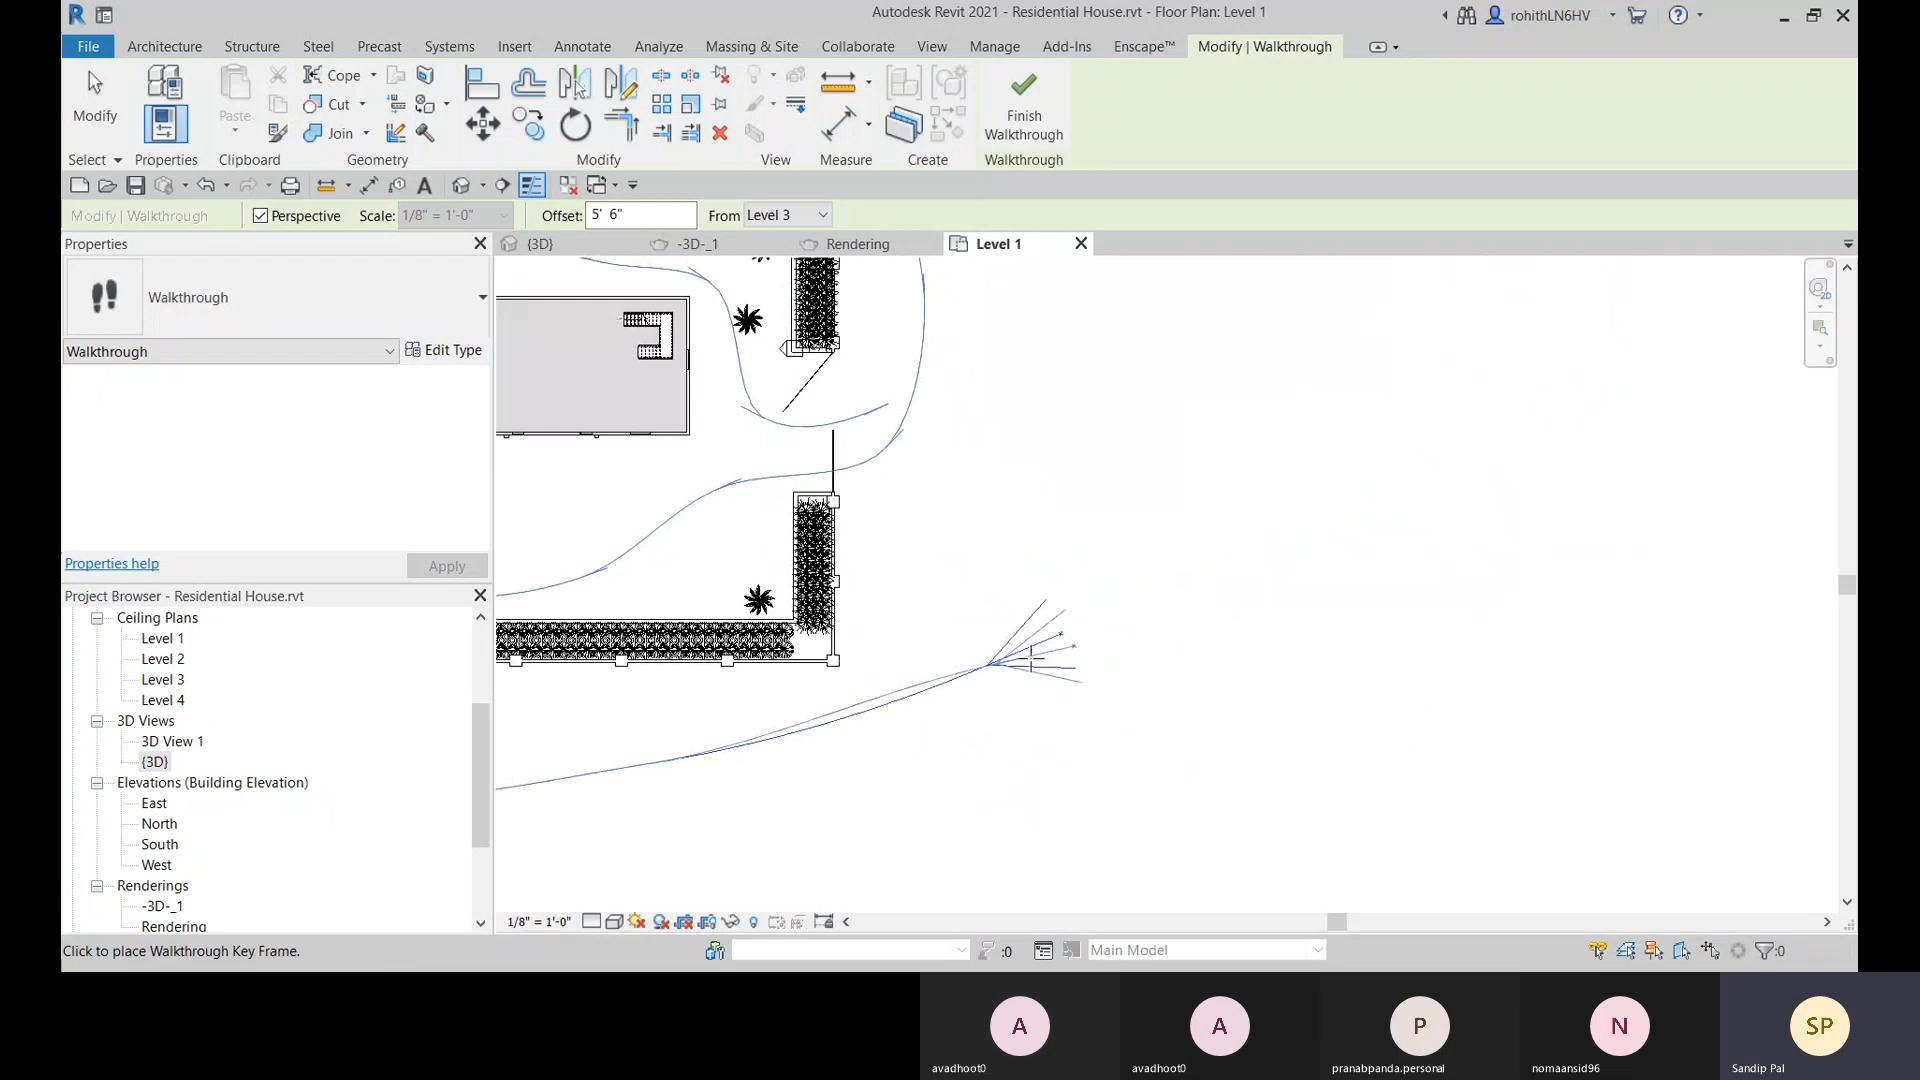 Autodesk Revit 2021 - Residential House.rvt - Floor Plan: Level 1
rohithLN6HV
File Architecture Structure Steel Precast Systems Insert Annotate Analyze Massing & Site Collaborate View Manage Add-Ins Enscape™ Modify | Walkthrough
Modify
Paste
Cope
Cut
Join
Finish
Walkthrough
Select Properties Clipboard Geometry Modify View Measure Create Walkthrough
Modify | Walkthrough Perspective Scale: 1/8" = 1'-0" Offset: 5' 6" From Level 3
Properties
{3D} -3D-_1 Rendering Level 1
Walkthrough
Walkthrough Edit Type
Properties help Apply
Project Browser - Residential House.rvt
Ceiling Plans
Level 1
Level 2
Level 3
Level 4
3D Views
3D View 1
{3D}
Elevations (Building Elevation)
East
North
South
West
Renderings
-3D-_1
Rendering
1/8" = 1'-0"
Click to place Walkthrough Key Frame. :0 Main Model :0
A A P N SP
avadhoot0 avadhoot0 pranabpanda.personal nomaansid96 Sandip Pal